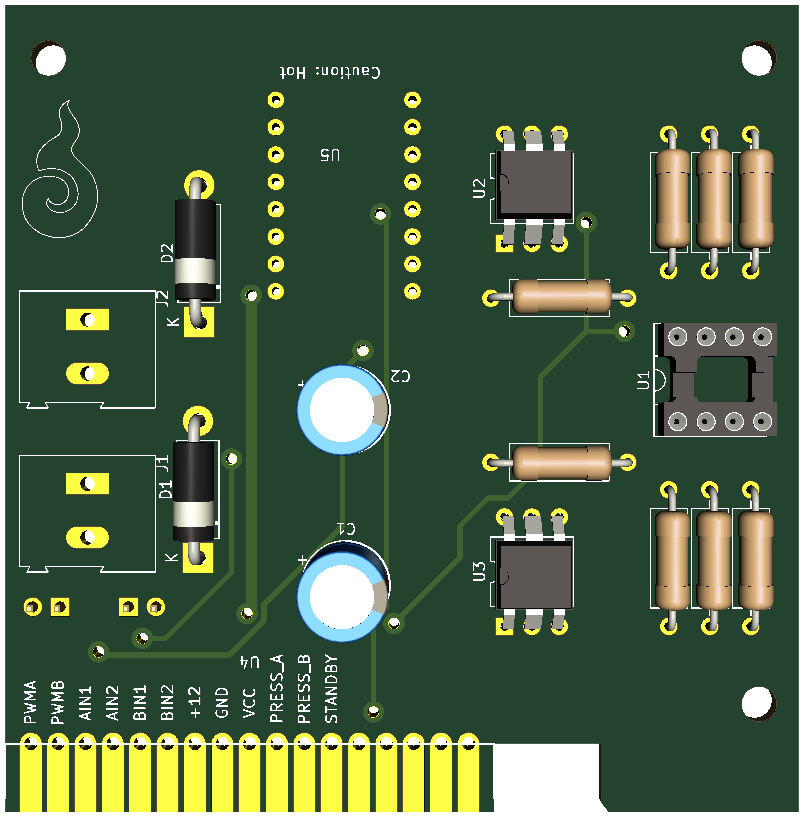 Caution: Hot
U5
U2
D2
J2
K
U1
C2
+
J1
D1
K
C1
+
U3
U4
PWMA
PWMB
AIN1
AIN2
BIN1
BIN2
+12
GND
VCC
PRESS_A
PRESS_B
STANDBY